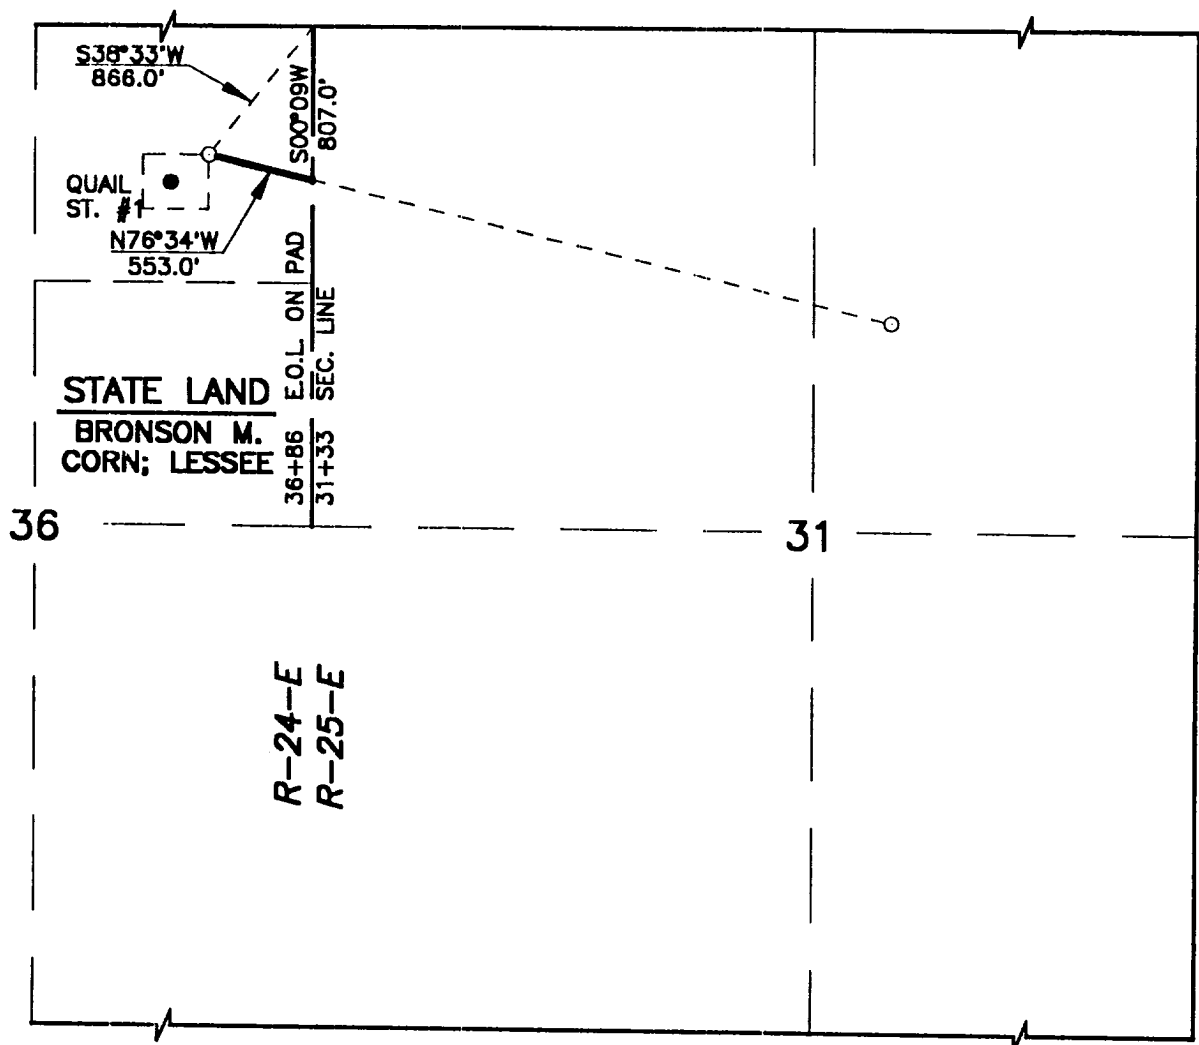 S38°33'W
866.0'
S00°09W
807.0'
QUAIL
ST. #1
N76°34'W
553.0'
36+86 E.O.L. ON PAD
31+33 SEC. LINE
STATE LAND
BRONSON M.
CORN; LESSEE
36
31
R-24-E
R-25-E